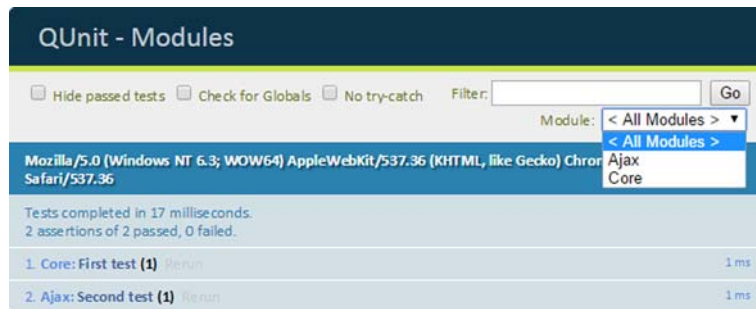 QUnit - Modules
Hide passed tests Check for Globals No try-catch Filter: Go
Module: < All Modules >
< All Modules >
Ajax
Core
Mozilla/5.0 (Windows NT 6.3; WOW64) AppleWebKit/537.36 (KHTML, like Gecko) Chrom
Safari/537.36
Tests completed in 17 milliseconds.
2 assertions of 2 passed, 0 failed.
1. Core: First test (1) Rerun 1 ms
2. Ajax: Second test (1) Rerun 1 ms